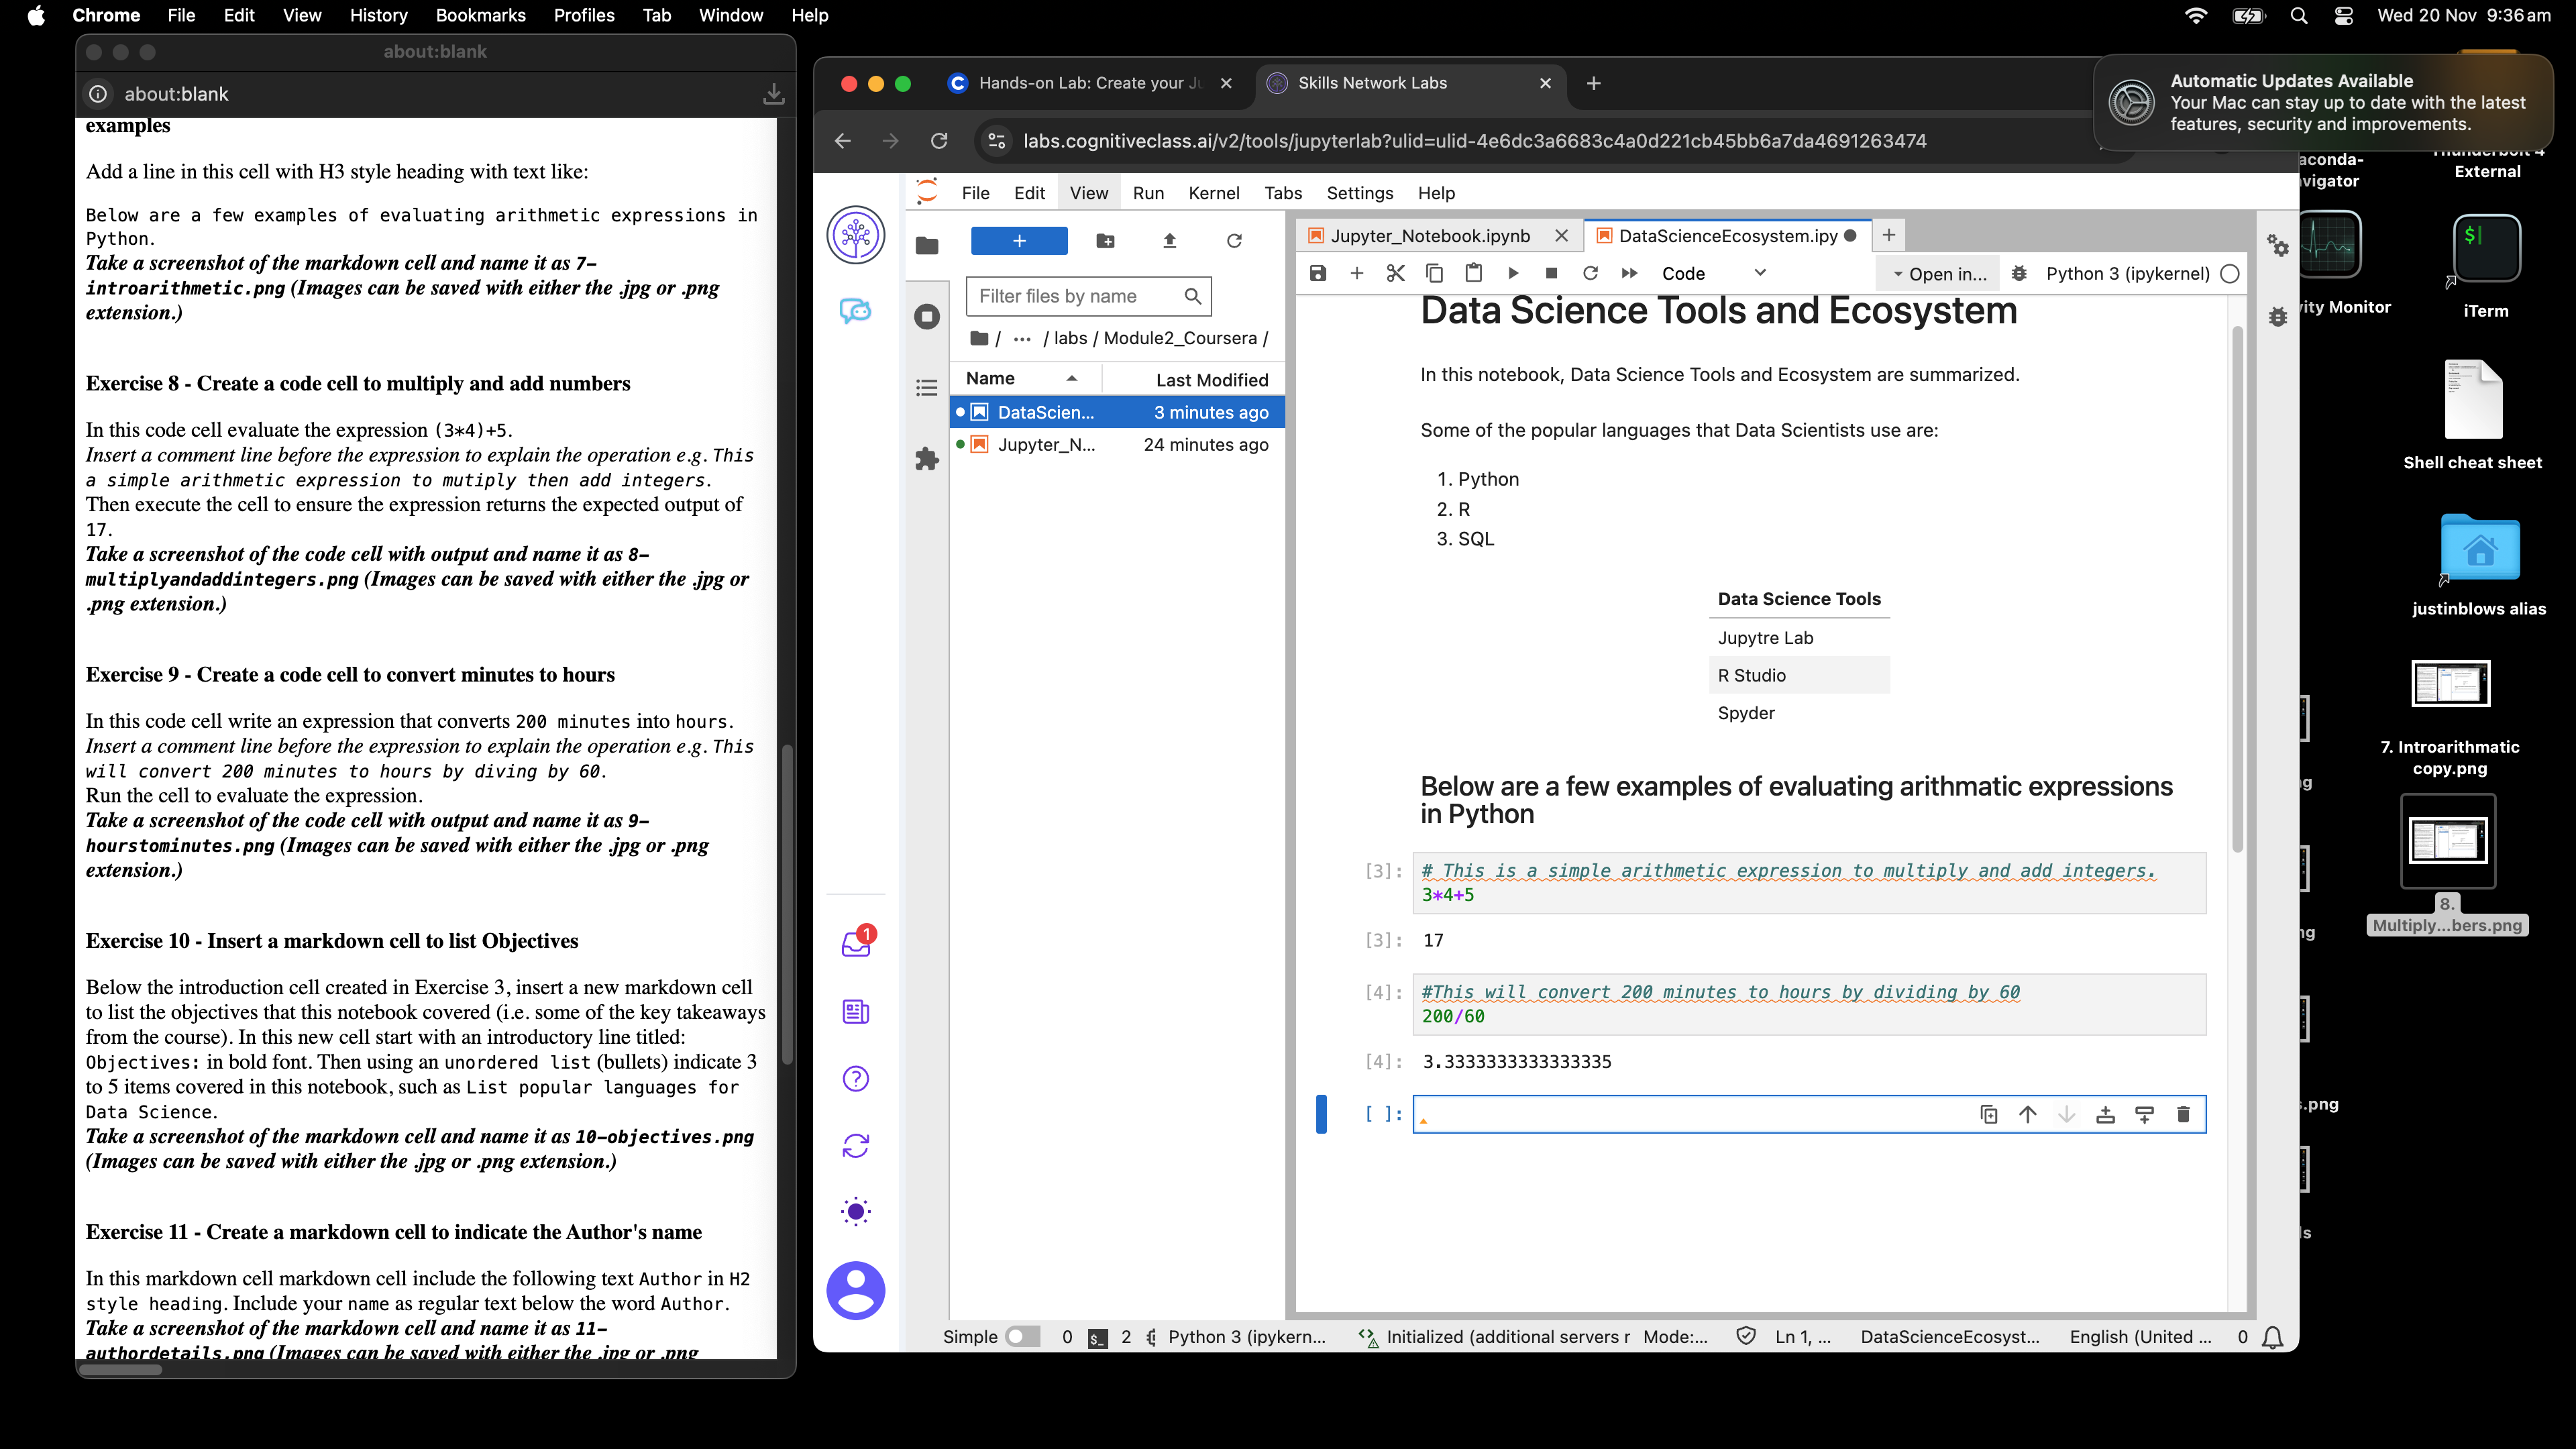 Chrome File Edit View History Bookmarks Profiles Tab Window Help
Wed 20 Nov 9:36 am
about:blank
about:blank
examples
Add a line in this cell with H3 style heading with text like:
Below are a few examples of evaluating arithmetic expressions in
Python.
Take a screenshot of the markdown cell and name it as 7-
introarithmetic.png (Images can be saved with either the .jpg or .png
extension.)
Exercise 8 - Create a code cell to multiply and add numbers
In this code cell evaluate the expression (3*4)+5.
Insert a comment line before the expression to explain the operation e.g. This
a simple arithmetic expression to mutiply then add integers.
Then execute the cell to ensure the expression returns the expected output of
17.
Take a screenshot of the code cell with output and name it as 8-
multiplyandaddintegers.png (Images can be saved with either the .jpg or
.png extension.)
Exercise 9 - Create a code cell to convert minutes to hours
In this code cell write an expression that converts 200 minutes into hours.
Insert a comment line before the expression to explain the operation e.g. This
will convert 200 minutes to hours by diving by 60.
Run the cell to evaluate the expression.
Take a screenshot of the code cell with output and name it as 9-
hourstominutes.png (Images can be saved with either the .jpg or .png
extension.)
Exercise 10 - Insert a markdown cell to list Objectives
Below the introduction cell created in Exercise 3, insert a new markdown cell
to list the objectives that this notebook covered (i.e. some of the key takeaways
from the course). In this new cell start with an introductory line titled:
Objectives: in bold font. Then using an unordered list (bullets) indicate 3
to 5 items covered in this notebook, such as List popular languages for
Data Science.
Take a screenshot of the markdown cell and name it as 10-objectives.png
(Images can be saved with either the .jpg or .png extension.)
Exercise 11 - Create a markdown cell to indicate the Author's name
In this markdown cell markdown cell include the following text Author in H2
style heading. Include your name as regular text below the word Author.
Take a screenshot of the markdown cell and name it as 11-
authordetails.png (Images can be saved with either the .jpg or .png
Hands-on Lab: Create your Ju
Skills Network Labs
labs.cognitiveclass.ai/v2/tools/jupyterlab?ulid=ulid-4e6dc3a6683c4a0d221cb45bb6a7da4691263474
File Edit View Run Kernel Tabs Settings Help
Filter files by name
/ ··· / labs / Module2_Coursera /
Name Last Modified
DataScien... 3 minutes ago
Jupyter_N... 24 minutes ago
1
Jupyter_Notebook.ipynb
DataScienceEcosystem.ipy
Code
Open in...
Python 3 (ipykernel)
Data Science Tools and Ecosystem
In this notebook, Data Science Tools and Ecosystem are summarized.
Some of the popular languages that Data Scientists use are:
1. Python
2. R
3. SQL
Data Science Tools
Jupytre Lab
R Studio
Spyder
Below are a few examples of evaluating arithmatic expressions
in Python
[3]: # This is a simple arithmetic expression to multiply and add integers.
3*4+5
[3]: 17
[4]: #This will convert 200 minutes to hours by dividing by 60
200/60
[4]: 3.3333333333333335
[ ]:
Simple 0 $_ 2 Python 3 (ipykern... Initialized (additional servers r Mode:... Ln 1, ... DataScienceEcosyst... English (United ... 0
Automatic Updates Available
Your Mac can stay up to date with the latest
features, security and improvements.
aconda-
vigator
External
ity Monitor
$
iTerm
Shell cheat sheet
justinblows alias
7. Introarithmatic
copy.png
8.
Multiply...bers.png
.png